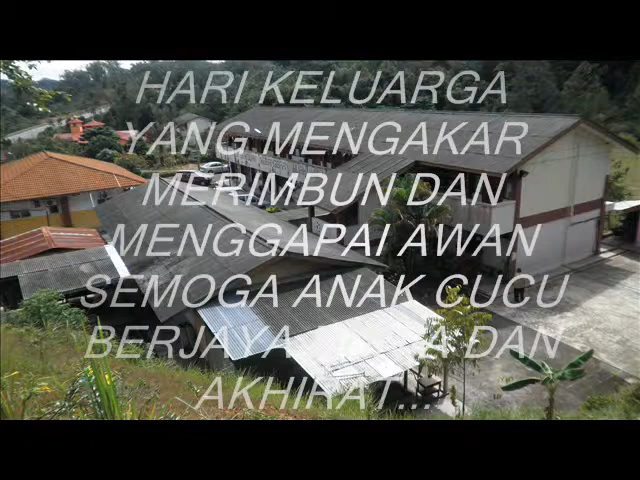 HARI KELUARGA
YANG MENGAKAR
MERIMBUN DAN
MENGGAPAI AWAN
SEMOGA ANAK CUCU
BERJAYA DAN
AKHIRAT...